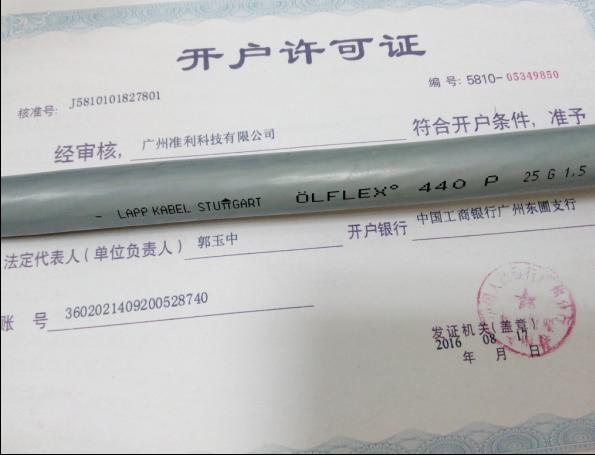 开户许可证
核准号: J5810101827801
编号: 5810-05349850
经审核, 广州准利科技有限公司 符合开户条件, 准予
- LAPP KABEL STUTTGART ÖLFLEX® 440 P 25 G 1,5
法定代表人(单位负责人) 郭玉中 开户银行 中国工商银行广州东圃支行
账 号 3602021409200528740
发证机关(盖章)
2016 年 08 月 17 日